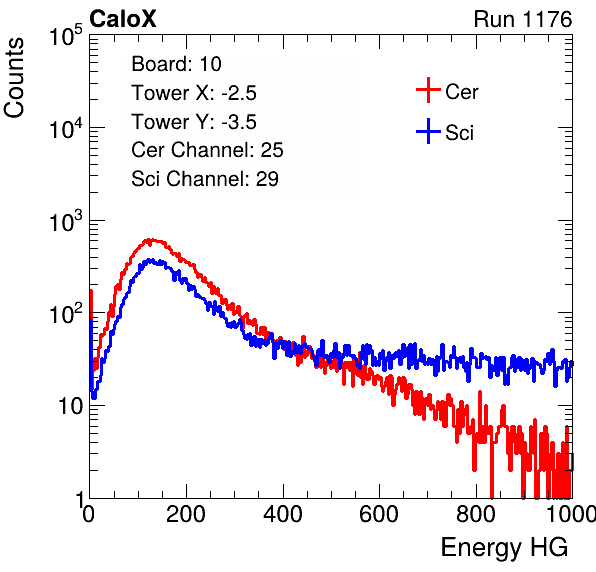 CaloX Run 1176
Counts
Board: 10
Tower X: -2.5
Tower Y: -3.5
Cer Channel: 25
Sci Channel: 29
Cer
Sci
10^5
10^4
10^3
10^2
10
1
0 200 400 600 800 1000
Energy HG